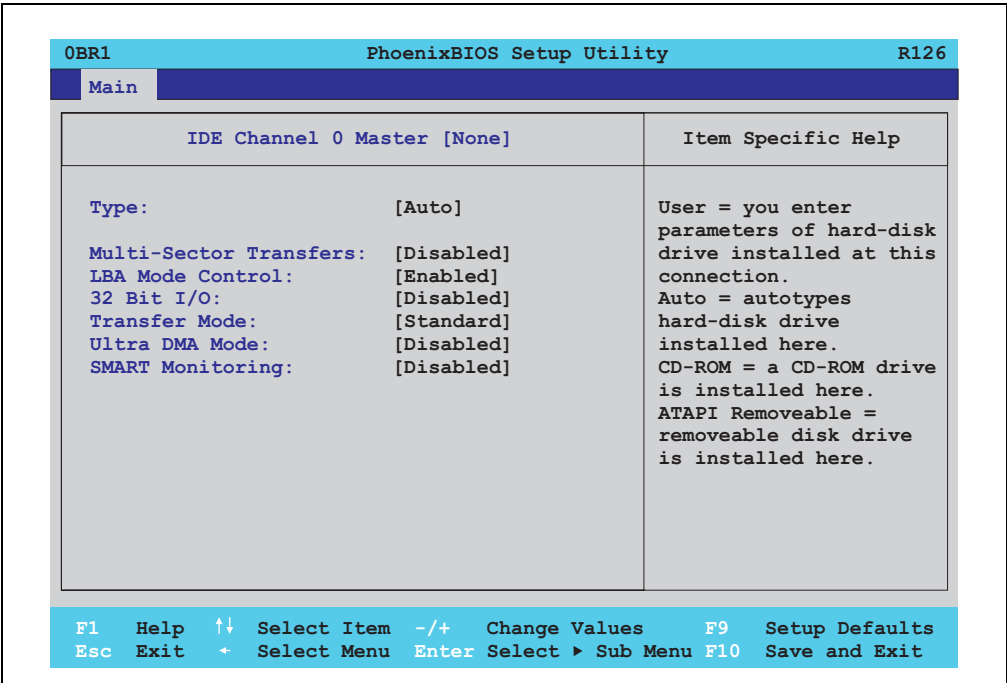 0BR1 PhoenixBIOS Setup Utility R126
Main
IDE Channel 0 Master [None]
Type: [Auto]
Multi-Sector Transfers: [Disabled]
LBA Mode Control: [Enabled]
32 Bit I/O: [Disabled]
Transfer Mode: [Standard]
Ultra DMA Mode: [Disabled]
SMART Monitoring: [Disabled]
Item Specific Help
User = you enter
parameters of hard-disk
drive installed at this
connection.
Auto = autotypes
hard-disk drive
installed here.
CD-ROM = a CD-ROM drive
is installed here.
ATAPI Removeable =
removeable disk drive
is installed here.
F1 Help ↑↓ Select Item -/+ Change Values F9 Setup Defaults
Esc Exit ← Select Menu Enter Select ▶ Sub Menu F10 Save and Exit